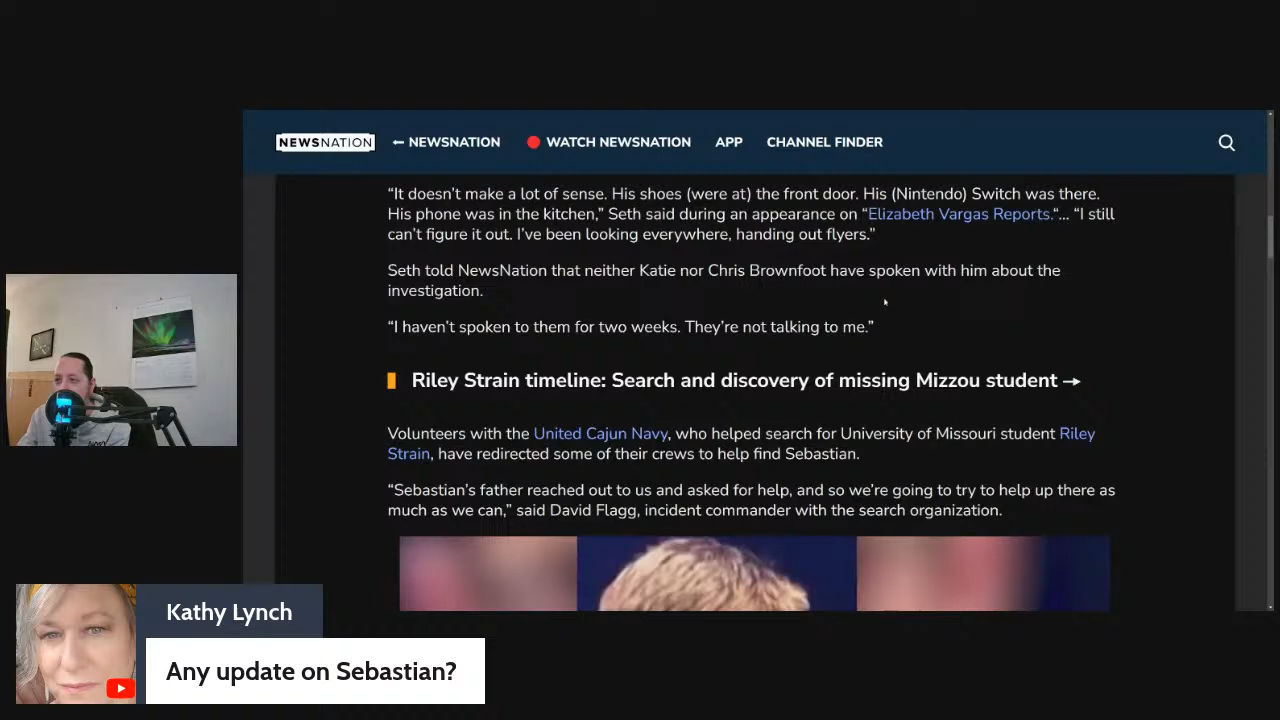 NEWSNATION
NEWSNATION
WATCH NEWSNATION
APP
CHANNEL FINDER
“It doesn’t make a lot of sense. His shoes (were at) the front door. His (Nintendo) Switch was there.
His phone was in the kitchen,” Seth said during an appearance on “Elizabeth Vargas Reports.“… “I still
can’t figure it out. I’ve been looking everywhere, handing out flyers.”
Seth told NewsNation that neither Katie nor Chris Brownfoot have spoken with him about the
investigation.
“I haven’t spoken to them for two weeks. They’re not talking to me.”
Riley Strain timeline: Search and discovery of missing Mizzou student
Volunteers with the United Cajun Navy, who helped search for University of Missouri student Riley
Strain, have redirected some of their crews to help find Sebastian.
“Sebastian’s father reached out to us and asked for help, and so we’re going to try to help up there as
much as we can,” said David Flagg, incident commander with the search organization.
Kathy Lynch
Any update on Sebastian?